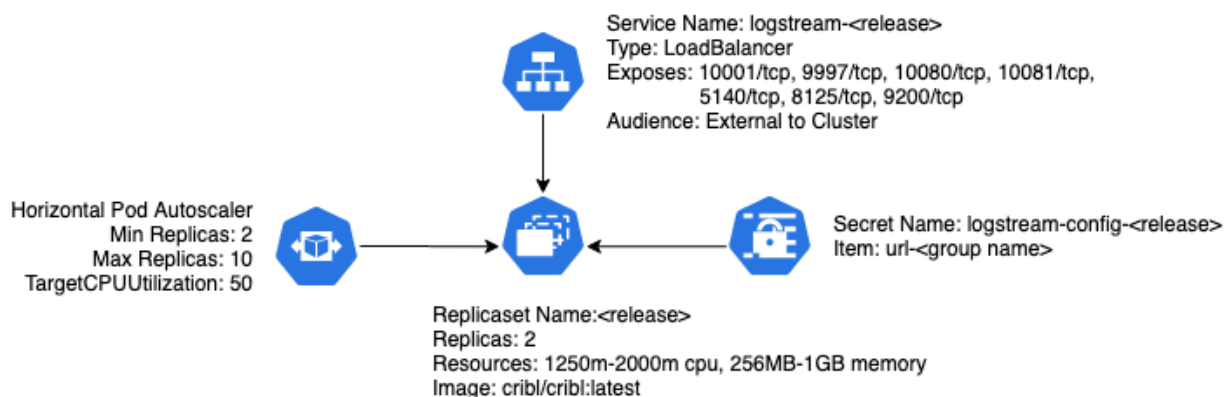 Service Name: logstream-<release>
Type: LoadBalancer
Exposes: 10001/tcp, 9997/tcp, 10080/tcp, 10081/tcp,
5140/tcp, 8125/tcp, 9200/tcp
Audience: External to Cluster
Horizontal Pod Autoscaler
Min Replicas: 2
Max Replicas: 10
TargetCPUUtilization: 50
Secret Name: logstream-config-<release>
Item: url-<group name>
Replicaset Name:<release>
Replicas: 2
Resources: 1250m-2000m cpu, 256MB-1GB memory
Image: cribl/cribl:latest